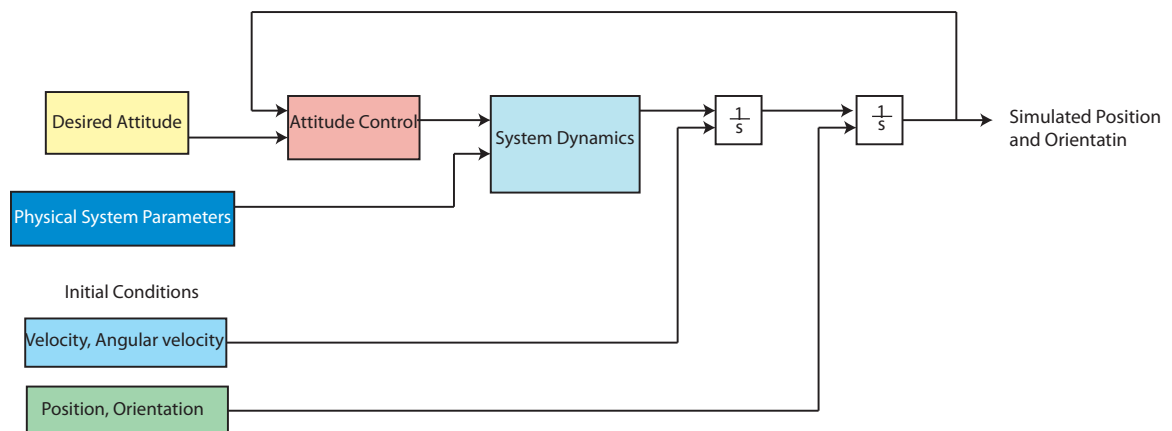 Desired Attitude
Attitude Control
System Dynamics
1
s
1
s
Simulated Position
and Orientatin
Physical System Parameters
Initial Conditions
Velocity, Angular velocity
Position, Orientation